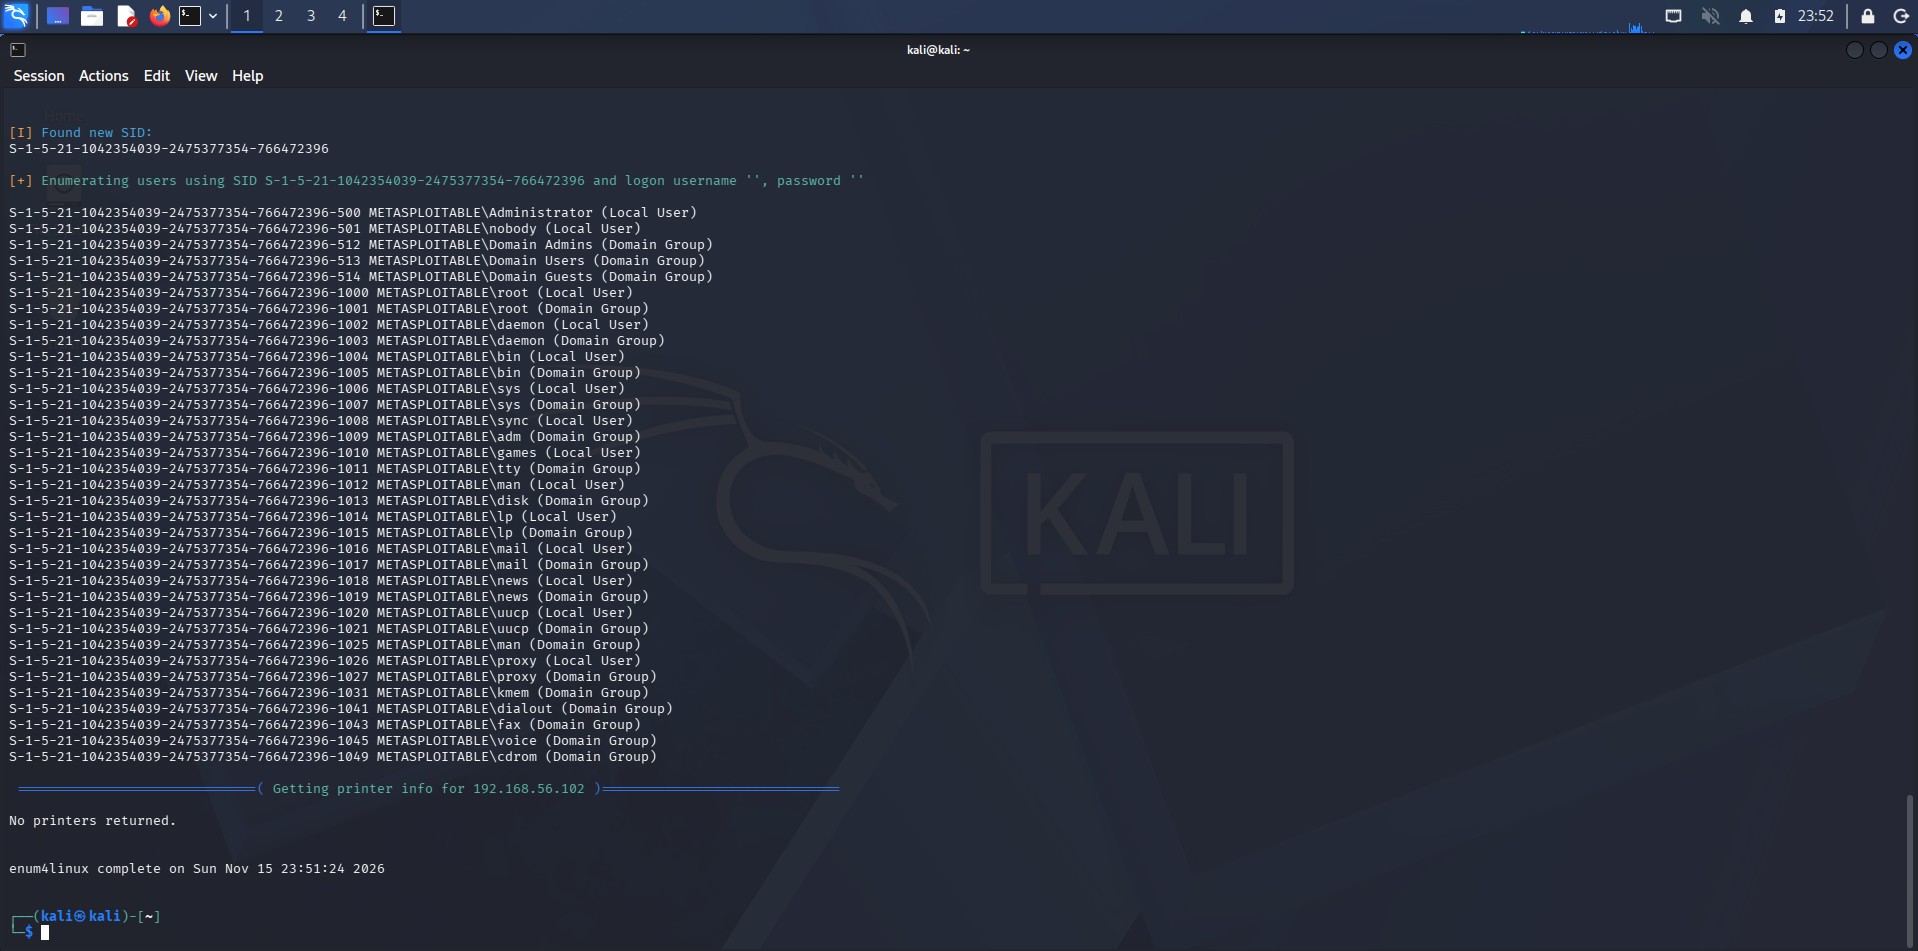 1 2 3 4 23:52
kali@kali: ~
Session Actions Edit View Help
[I] Found new SID:
S-1-5-21-1042354039-2475377354-766472396
[+] Enumerating users using SID S-1-5-21-1042354039-2475377354-766472396 and logon username '', password ''
S-1-5-21-1042354039-2475377354-766472396-500 METASPLOITABLE\Administrator (Local User)
S-1-5-21-1042354039-2475377354-766472396-501 METASPLOITABLE\nobody (Local User)
S-1-5-21-1042354039-2475377354-766472396-512 METASPLOITABLE\Domain Admins (Domain Group)
S-1-5-21-1042354039-2475377354-766472396-513 METASPLOITABLE\Domain Users (Domain Group)
S-1-5-21-1042354039-2475377354-766472396-514 METASPLOITABLE\Domain Guests (Domain Group)
S-1-5-21-1042354039-2475377354-766472396-1000 METASPLOITABLE\root (Local User)
S-1-5-21-1042354039-2475377354-766472396-1001 METASPLOITABLE\root (Domain Group)
S-1-5-21-1042354039-2475377354-766472396-1002 METASPLOITABLE\daemon (Local User)
S-1-5-21-1042354039-2475377354-766472396-1003 METASPLOITABLE\daemon (Domain Group)
S-1-5-21-1042354039-2475377354-766472396-1004 METASPLOITABLE\bin (Local User)
S-1-5-21-1042354039-2475377354-766472396-1005 METASPLOITABLE\bin (Domain Group)
S-1-5-21-1042354039-2475377354-766472396-1006 METASPLOITABLE\sys (Local User)
S-1-5-21-1042354039-2475377354-766472396-1007 METASPLOITABLE\sys (Domain Group)
S-1-5-21-1042354039-2475377354-766472396-1008 METASPLOITABLE\sync (Local User)
S-1-5-21-1042354039-2475377354-766472396-1009 METASPLOITABLE\adm (Domain Group)
S-1-5-21-1042354039-2475377354-766472396-1010 METASPLOITABLE\games (Local User)
S-1-5-21-1042354039-2475377354-766472396-1011 METASPLOITABLE\tty (Domain Group)
S-1-5-21-1042354039-2475377354-766472396-1012 METASPLOITABLE\man (Local User)
S-1-5-21-1042354039-2475377354-766472396-1013 METASPLOITABLE\disk (Domain Group)
S-1-5-21-1042354039-2475377354-766472396-1014 METASPLOITABLE\lp (Local User)
S-1-5-21-1042354039-2475377354-766472396-1015 METASPLOITABLE\lp (Domain Group)
S-1-5-21-1042354039-2475377354-766472396-1016 METASPLOITABLE\mail (Local User)
S-1-5-21-1042354039-2475377354-766472396-1017 METASPLOITABLE\mail (Domain Group)
S-1-5-21-1042354039-2475377354-766472396-1018 METASPLOITABLE\news (Local User)
S-1-5-21-1042354039-2475377354-766472396-1019 METASPLOITABLE\news (Domain Group)
S-1-5-21-1042354039-2475377354-766472396-1020 METASPLOITABLE\uucp (Local User)
S-1-5-21-1042354039-2475377354-766472396-1021 METASPLOITABLE\uucp (Domain Group)
S-1-5-21-1042354039-2475377354-766472396-1025 METASPLOITABLE\man (Domain Group)
S-1-5-21-1042354039-2475377354-766472396-1026 METASPLOITABLE\proxy (Local User)
S-1-5-21-1042354039-2475377354-766472396-1027 METASPLOITABLE\proxy (Domain Group)
S-1-5-21-1042354039-2475377354-766472396-1031 METASPLOITABLE\kmem (Domain Group)
S-1-5-21-1042354039-2475377354-766472396-1041 METASPLOITABLE\dialout (Domain Group)
S-1-5-21-1042354039-2475377354-766472396-1043 METASPLOITABLE\fax (Domain Group)
S-1-5-21-1042354039-2475377354-766472396-1045 METASPLOITABLE\voice (Domain Group)
S-1-5-21-1042354039-2475377354-766472396-1049 METASPLOITABLE\cdrom (Domain Group)
KALI
( Getting printer info for 192.168.56.102 )
No printers returned.
enum4linux complete on Sun Nov 15 23:51:24 2026
┌──(kali㉿kali)-[~]
└─$